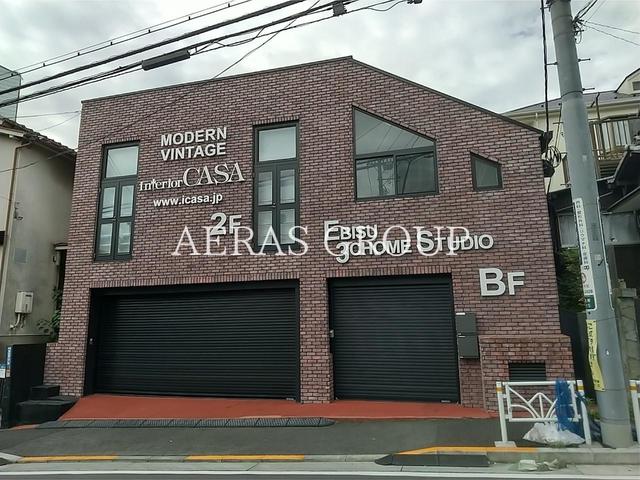 MODERN
VINTAGE
Interior CASA
www.icasa.jp
2F
EBISU
3CHOME STUDIO
BF
AERAS GROUP